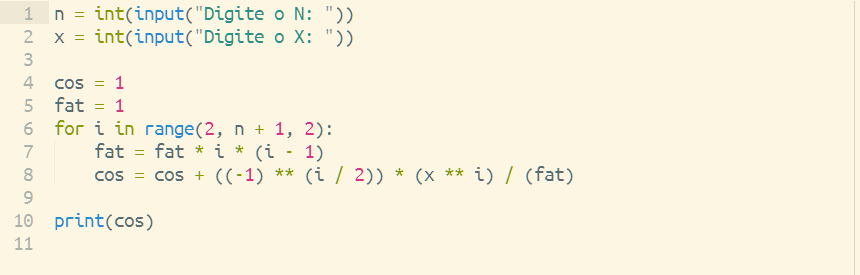 1 n = int(input("Digite o N: "))
2 x = int(input("Digite o X: "))
3
4 cos = 1
5 fat = 1
6 for i in range(2, n + 1, 2):
7     fat = fat * i * (i - 1)
8     cos = cos + ((-1) ** (i / 2)) * (x ** i) / (fat)
9
10 print(cos)
11